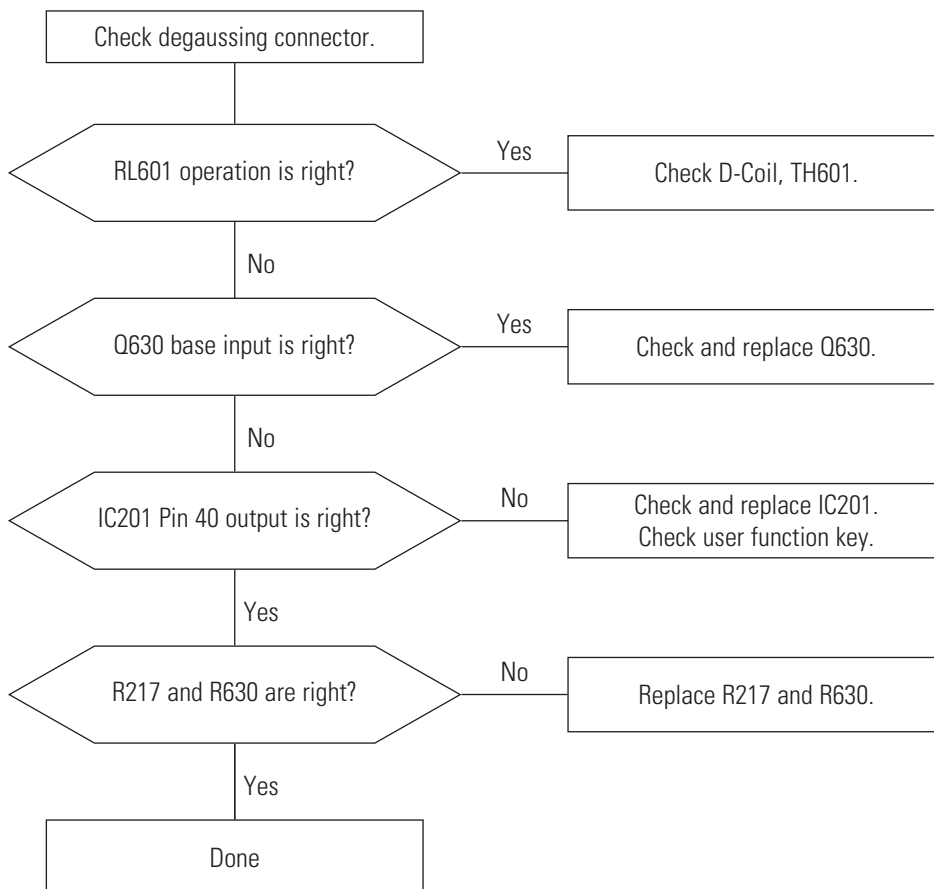 Check degaussing connector.
RL601 operation is right?
Yes
Check D-Coil, TH601.
No
Q630 base input is right?
Yes
Check and replace Q630.
No
IC201 Pin 40 output is right?
No
Check and replace IC201.
Check user function key.
Yes
R217 and R630 are right?
No
Replace R217 and R630.
Yes
Done